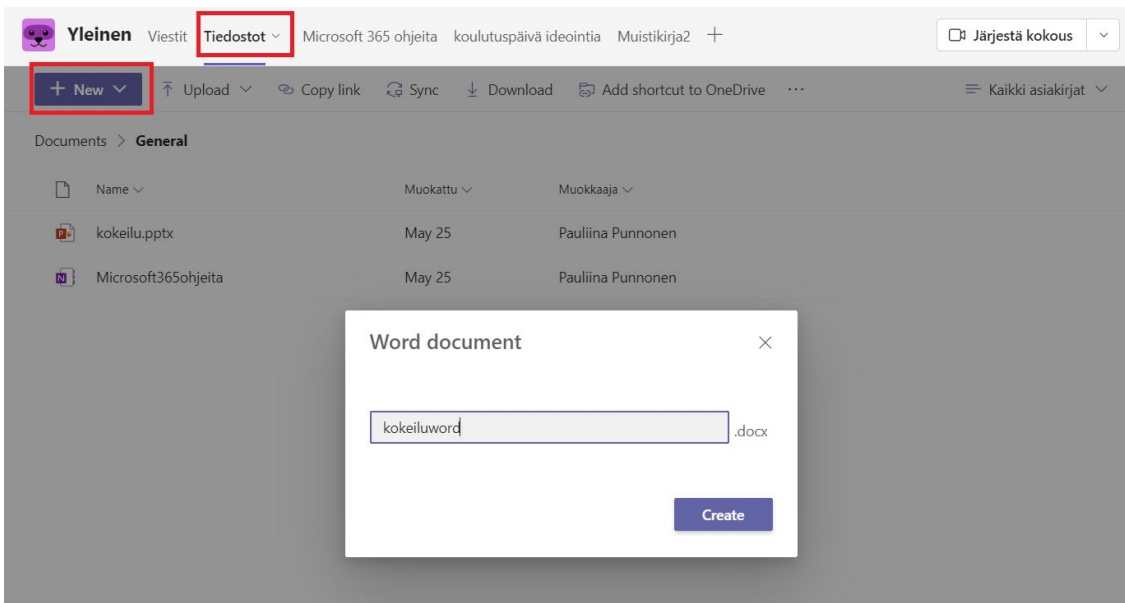 Yleinen Viestit Tiedostot Microsoft 365 ohjeita koulutuspäivä ideointia Muistikirja2 Järjestä kokous
New Upload Copy link Sync Download Add shortcut to OneDrive ... Kaikki asiakirjat
Documents > General
Name Muokattu Muokkaaja
kokeilu.pptx May 25 Pauliina Punnonen
Microsoft365ohjeita May 25 Pauliina Punnonen
Word document
kokeiluword .docx
Create